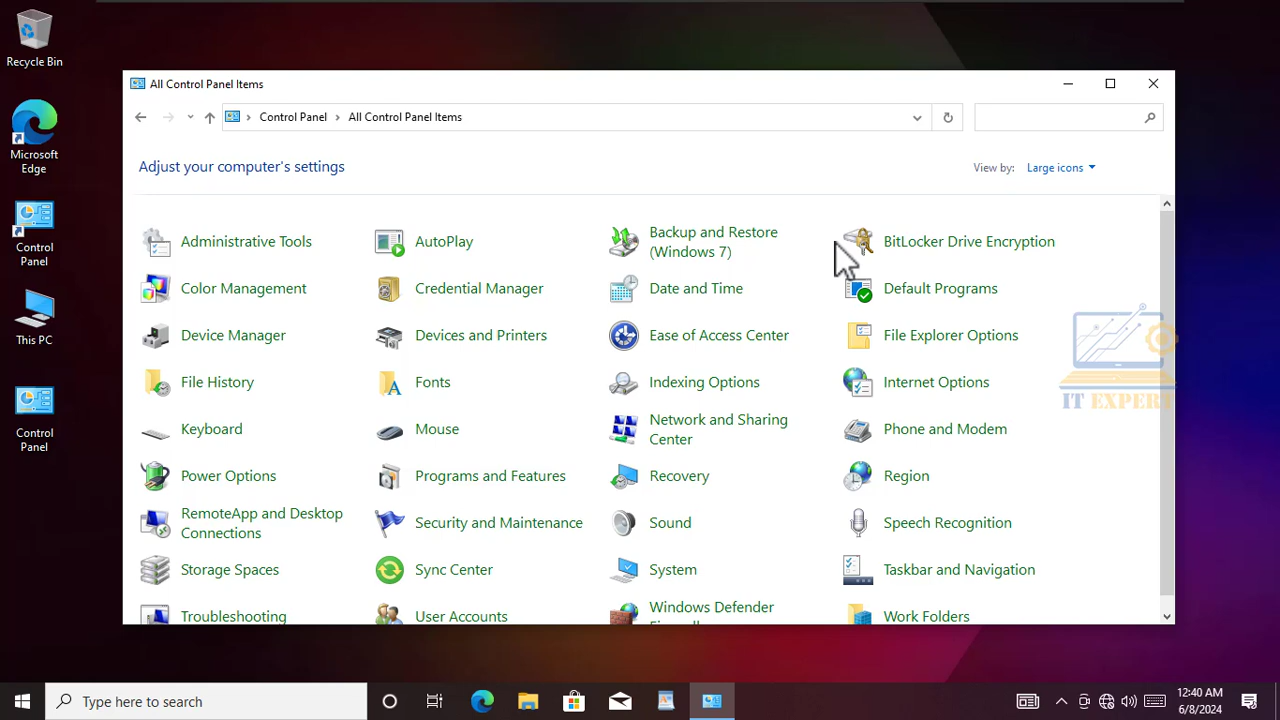 Recycle Bin
Microsoft
Edge
Control
Panel
This PC
Control
Panel
All Control Panel Items
Control Panel
All Control Panel Items
Adjust your computer's settings
View by:
Large icons
Administrative Tools
AutoPlay
Backup and Restore
(Windows 7)
BitLocker Drive Encryption
Color Management
Credential Manager
Date and Time
Default Programs
Device Manager
Devices and Printers
Ease of Access Center
File Explorer Options
File History
Fonts
Indexing Options
Internet Options
Keyboard
Mouse
Network and Sharing
Center
Phone and Modem
Power Options
Programs and Features
Recovery
Region
RemoteApp and Desktop
Connections
Security and Maintenance
Sound
Speech Recognition
Storage Spaces
Sync Center
System
Taskbar and Navigation
Troubleshooting
User Accounts
Windows Defender
Work Folders
IT EXPERT
Type here to search
12:40 AM
6/8/2024